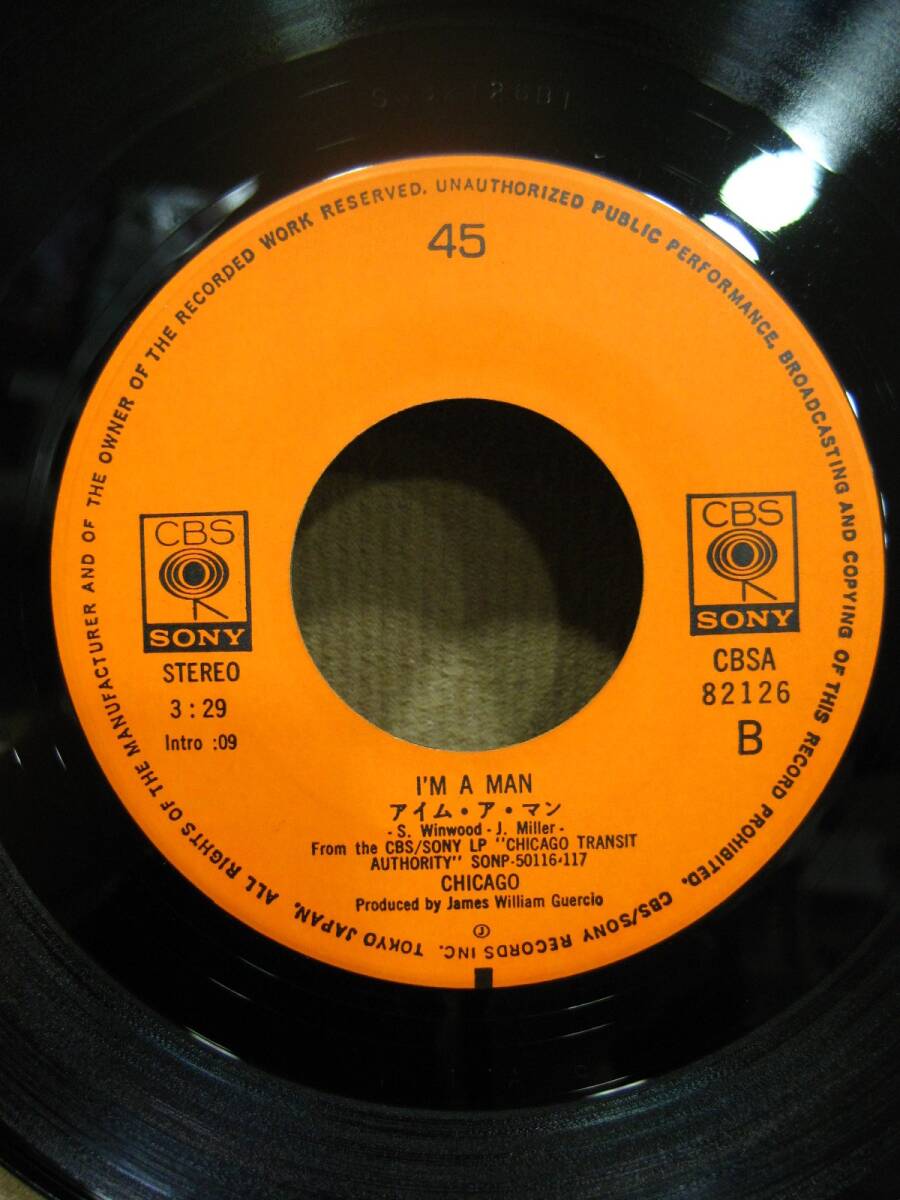 45
CBS
SONY
STEREO
3:29
Intro :09
CBS
SONY
CBSA
82126
B
I'M A MAN
アイム・ア・マン
- S. Winwood - J. Miller -
From the CBS/SONY LP "CHICAGO TRANSIT
AUTHORITY" SONP-50116・117
CHICAGO
Produced by James William Guercio
Ⓙ
ALL RIGHTS OF THE MANUFACTURER AND OF THE OWNER OF THE RECORDED WORK RESERVED. UNAUTHORIZED PUBLIC PERFORMANCE, BROADCASTING AND COPYING OF THIS RECORD PROHIBITED. CBS/SONY RECORDS INC. TOKYO JAPAN.